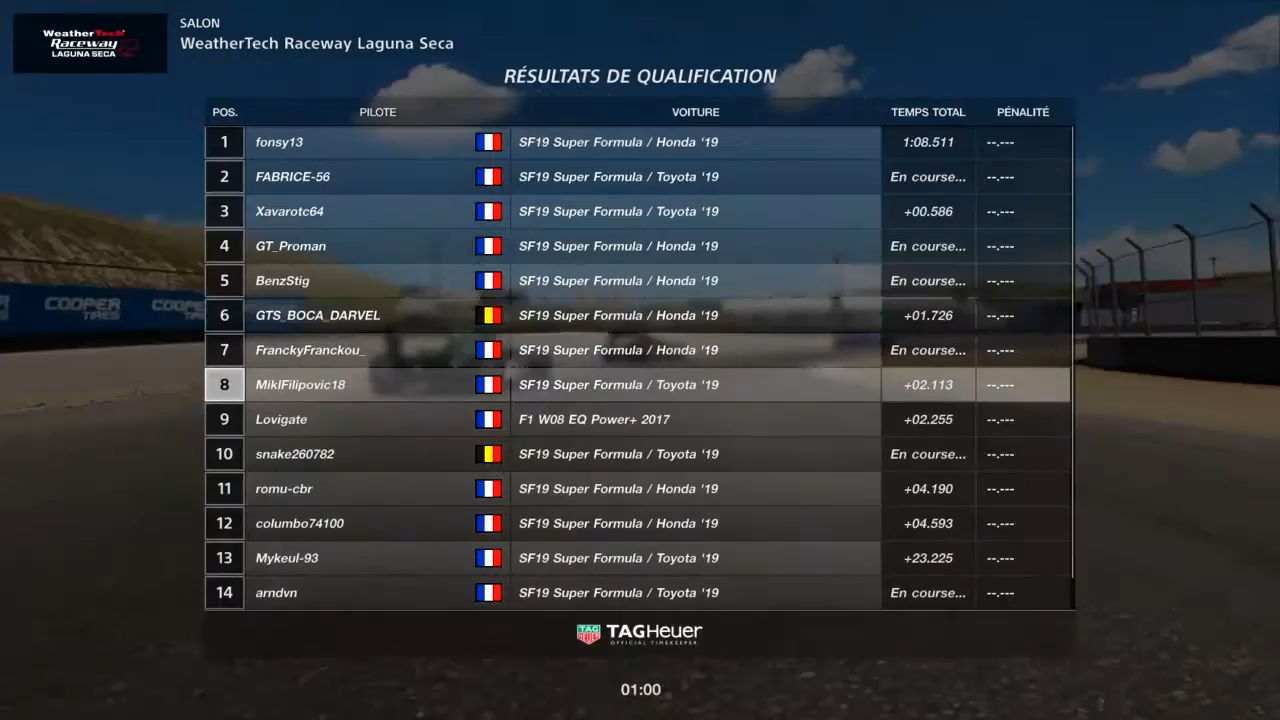 WeatherTech
Raceway
LAGUNA SECA
SALON
WeatherTech Raceway Laguna Seca
RÉSULTATS DE QUALIFICATION
POS. PILOTE VOITURE TEMPS TOTAL PÉNALITÉ
1 fonsy13 SF19 Super Formula / Honda '19 1:08.511 --.---
2 FABRICE-56 SF19 Super Formula / Toyota '19 En course... --.---
3 Xavarotc64 SF19 Super Formula / Toyota '19 +00.586 --.---
4 GT_Proman SF19 Super Formula / Honda '19 En course... --.---
5 BenzStig SF19 Super Formula / Honda '19 En course... --.---
6 GTS_BOCA_DARVEL SF19 Super Formula / Honda '19 +01.726 --.---
7 FranckyFranckou_ SF19 Super Formula / Honda '19 En course... --.---
8 MiklFilipovic18 SF19 Super Formula / Toyota '19 +02.113 --.---
9 Lovigate F1 W08 EQ Power+ 2017 +02.255 --.---
10 snake260782 SF19 Super Formula / Toyota '19 En course... --.---
11 romu-cbr SF19 Super Formula / Honda '19 +04.190 --.---
12 columbo74100 SF19 Super Formula / Honda '19 +04.593 --.---
13 Mykeul-93 SF19 Super Formula / Toyota '19 +23.225 --.---
14 arndvn SF19 Super Formula / Toyota '19 En course... --.---
COOPER TIRES COOPER TIRES
TAG HEUER TAGHeuer
OFFICIAL TIMEKEEPER
01:00